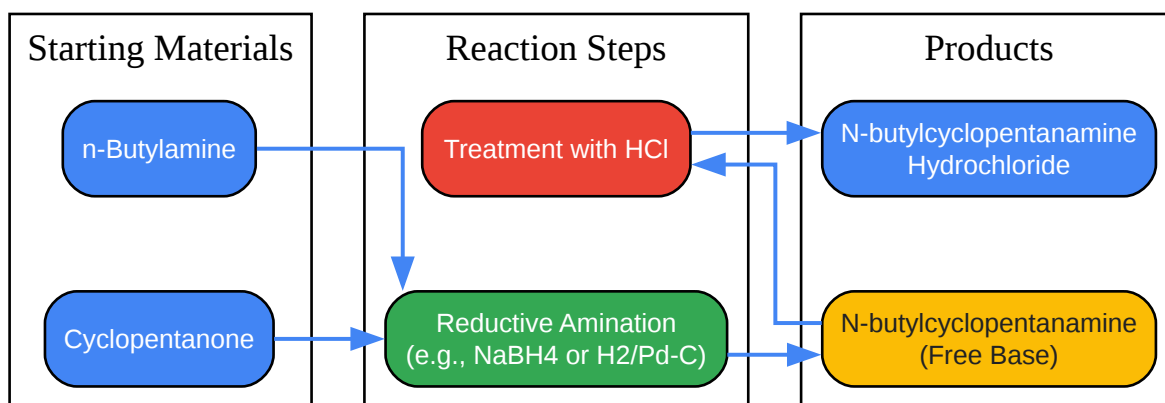 Starting Materials
n-Butylamine
Cyclopentanone
Reaction Steps
Treatment with HCl
Reductive Amination
(e.g., NaBH4 or H2/Pd-C)
Products
N-butylcyclopentanamine
Hydrochloride
N-butylcyclopentanamine
(Free Base)